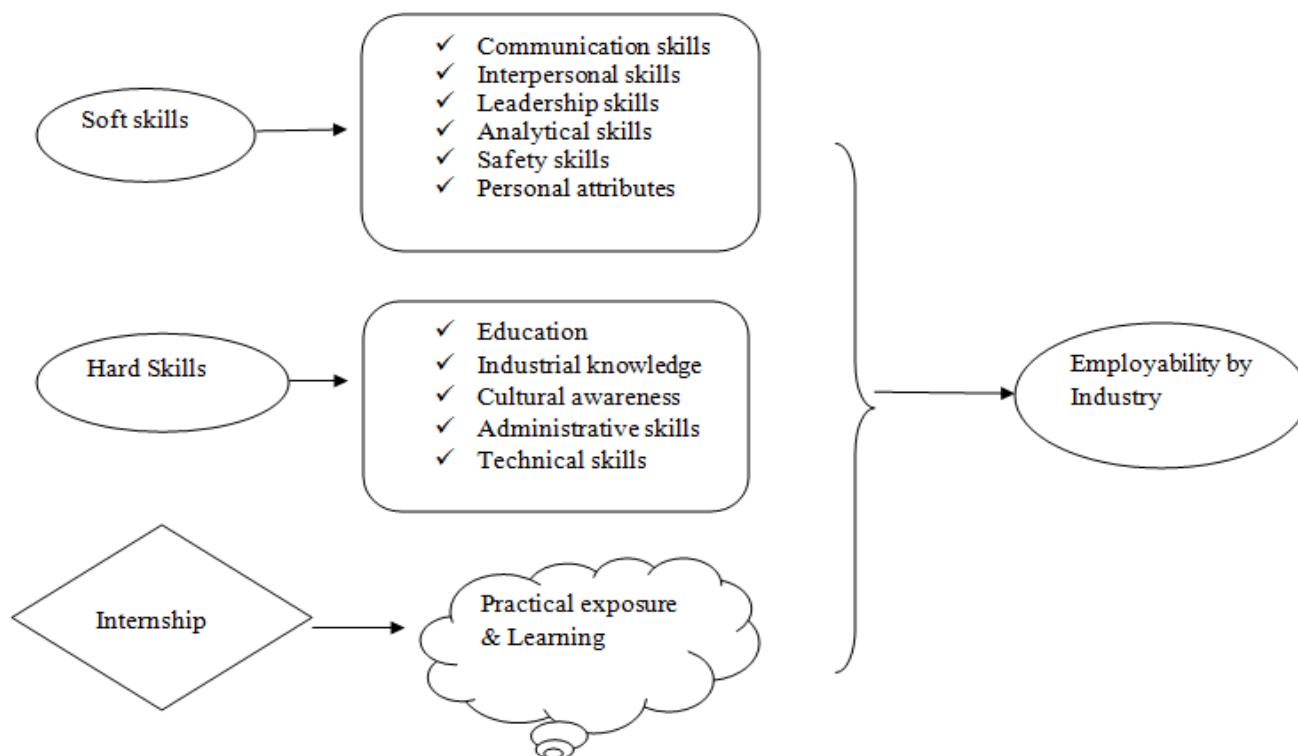 Soft skills
✓ Communication skills
✓ Interpersonal skills
✓ Leadership skills
✓ Analytical skills
✓ Safety skills
✓ Personal attributes
Hard Skills
✓ Education
✓ Industrial knowledge
✓ Cultural awareness
✓ Administrative skills
✓ Technical skills
Internship
Practical exposure
& Learning
Employability by
Industry